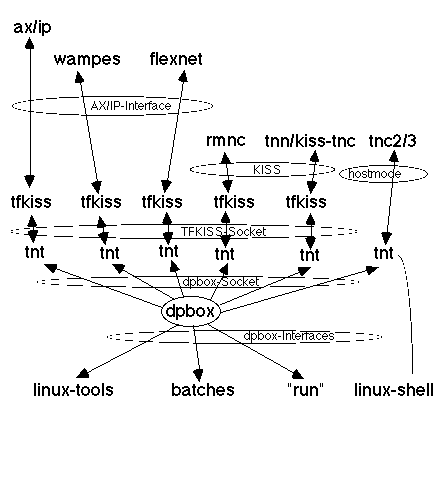 ax/ip
wampes flexnet
AX/IP-Interface
rmnc tnn/kiss-tnc tnc2/3
KISS
hostmode
tfkiss tfkiss tfkiss tfkiss tfkiss
TFKISS-Socket
tnt tnt tnt tnt tnt tnt
dpbox-Socket
dpbox
dpbox-Interfaces
linux-tools batches "run" linux-shell